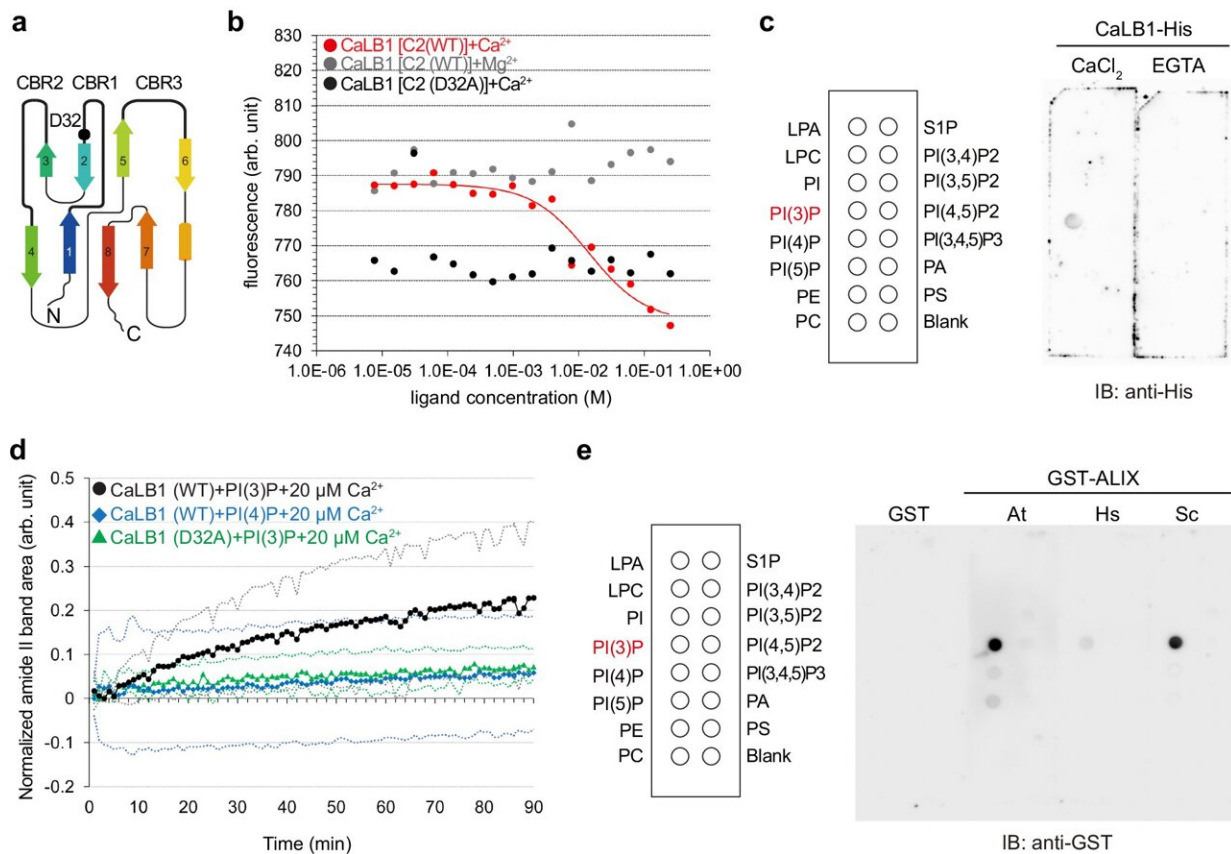 a
CBR2 CBR1 CBR3
D32
3
2
5
6
4
1
8
7
N
C
b
CaLB1 [C2(WT)]+Ca²⁺
CaLB1 [C2 (WT)]+Mg²⁺
CaLB1 [C2 (D32A)]+Ca²⁺
fluorescence (arb. unit)
830
820
810
800
790
780
770
760
750
740
1.0E-06 1.0E-05 1.0E-04 1.0E-03 1.0E-02 1.0E-01 1.0E+00
ligand concentration (M)
c
LPA S1P
LPC PI(3,4)P2
PI PI(3,5)P2
PI(3)P PI(4,5)P2
PI(4)P PI(3,4,5)P3
PI(5)P PA
PE PS
PC Blank
CaLB1-His
CaCl₂ EGTA
IB: anti-His
d
CaLB1 (WT)+PI(3)P+20 µM Ca²⁺
CaLB1 (WT)+PI(4)P+20 µM Ca²⁺
CaLB1 (D32A)+PI(3)P+20 µM Ca²⁺
Normalized amide II band area (arb. unit)
0.5
0.4
0.3
0.2
0.1
0
-0.1
-0.2
0 10 20 30 40 50 60 70 80 90
Time (min)
e
LPA S1P
LPC PI(3,4)P2
PI PI(3,5)P2
PI(3)P PI(4,5)P2
PI(4)P PI(3,4,5)P3
PI(5)P PA
PE PS
PC Blank
GST-ALIX
GST At Hs Sc
IB: anti-GST